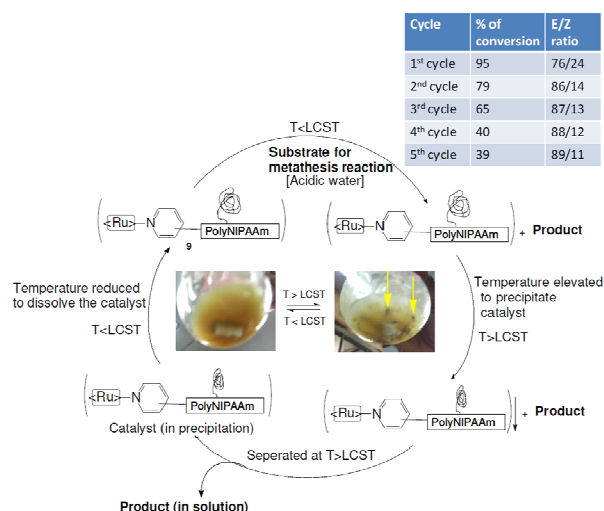 Cycle % of conversion E/Z ratio
1st cycle 95 76/24
2nd cycle 79 86/14
3rd cycle 65 87/13
4th cycle 40 88/12
5th cycle 39 89/11
T<LCST
Substrate for
metathesis reaction
[Acidic water]
<Ru> N PolyNIPAAm
9
<Ru> N PolyNIPAAm + Product
Temperature reduced
to dissolve the catalyst
T<LCST
T > LCST
T < LCST
Temperature elevated
to precipitate
catalyst
T>LCST
<Ru> N PolyNIPAAm
Catalyst (in precipitation)
<Ru> N PolyNIPAAm + Product
Seperated at T>LCST
Product (in solution)